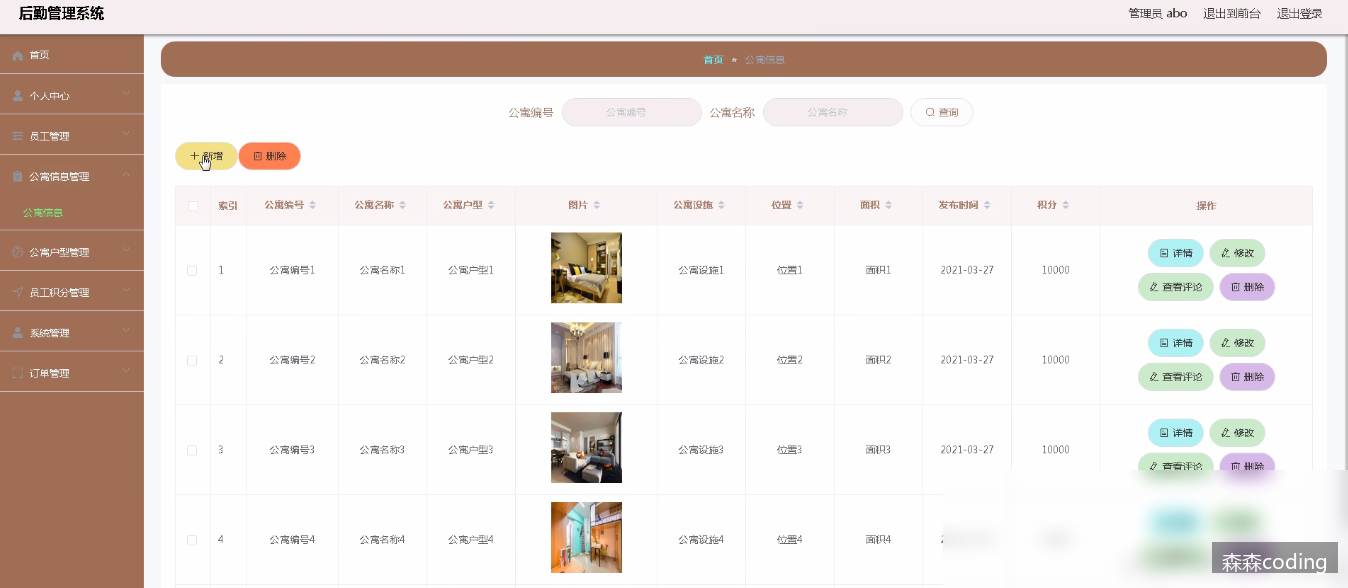 后勤管理系统
管理员 abo 退出到前台 退出登录
首页
个人中心
员工管理
公寓信息管理
公寓信息
公寓户型管理
员工积分管理
系统管理
订单管理
首页 * 公寓信息
公寓编号 公寓编号 公寓名称 公寓名称 查询
新增 删除
索引 公寓编号 公寓名称 公寓户型 图片 公寓设施 位置 面积 发布时间 积分 操作
1 公寓编号1 公寓名称1 公寓户型1 公寓设施1 位置1 面积1 2021-03-27 10000 详情 修改
查看评论 删除
2 公寓编号2 公寓名称2 公寓户型2 公寓设施2 位置2 面积2 2021-03-27 10000 详情 修改
查看评论 删除
3 公寓编号3 公寓名称3 公寓户型3 公寓设施3 位置3 面积3 2021-03-27 10000 详情 修改
查看评论 删除
4 公寓编号4 公寓名称4 公寓户型4 公寓设施4 位置4 面积4
森森coding